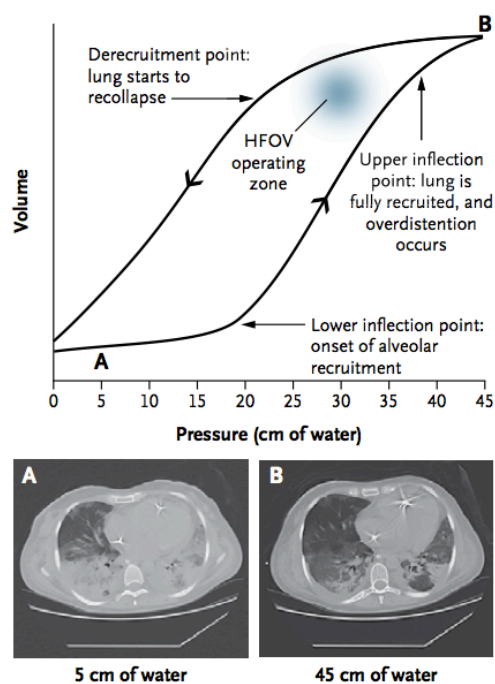 B
Derecruitment point:
lung starts to
recollapse
HFOV
operating
zone
Upper inflection
point: lung is
fully recruited, and
overdistention
occurs
Volume
Lower inflection point:
onset of alveolar
recruitment
A
0 5 10 15 20 25 30 35 40 45
Pressure (cm of water)
A
B
5 cm of water
45 cm of water